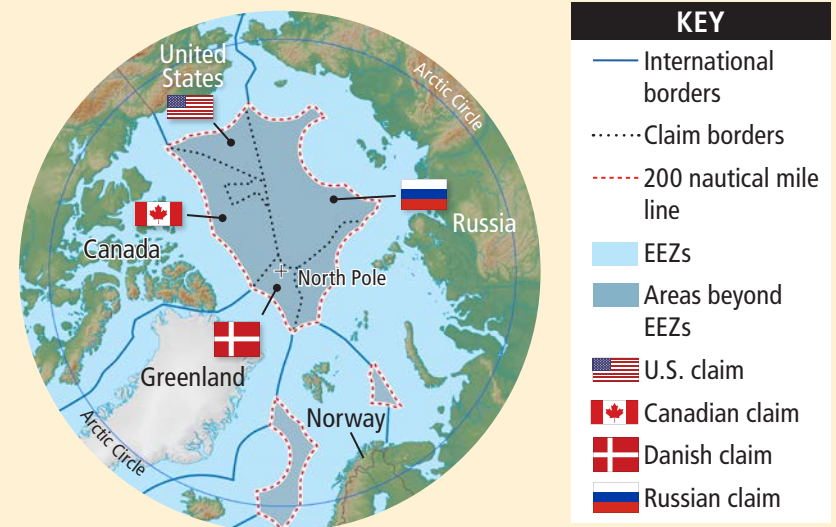 United
States
Arctic Circle
Russia
Canada
North Pole
Greenland
Norway
Arctic Circle
KEY
International
borders
Claim borders
200 nautical mile
line
EEZs
Areas beyond
EEZs
U.S. claim
Canadian claim
Danish claim
Russian claim